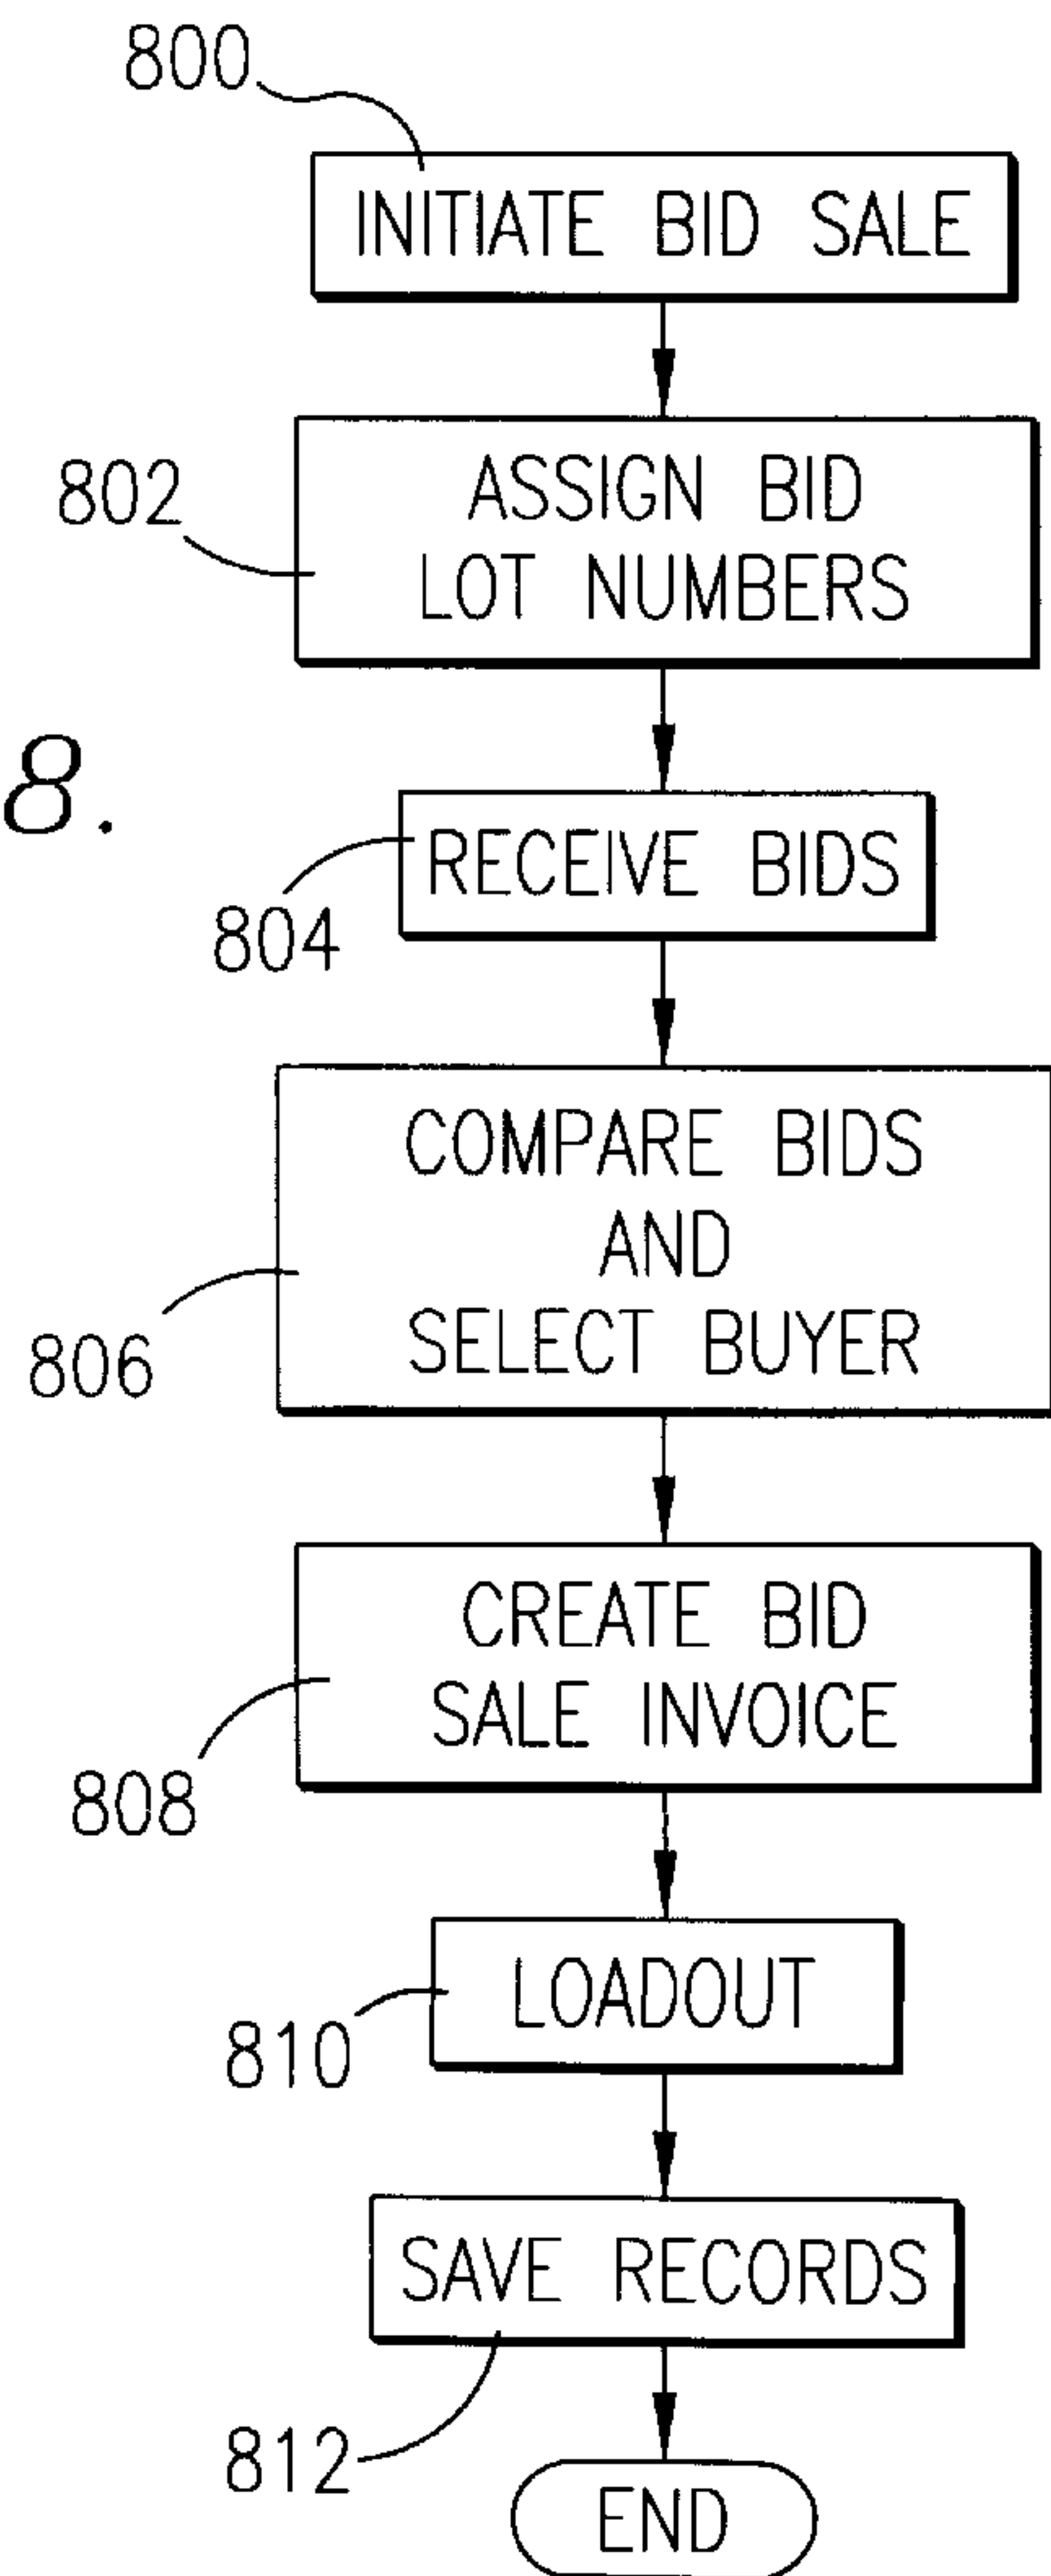 800
INITIATE BID SALE
802
ASSIGN BID
LOT NUMBERS
8.
804
RECEIVE BIDS
806
COMPARE BIDS
AND
SELECT BUYER
808
CREATE BID
SALE INVOICE
810
LOADOUT
SAVE RECORDS
812
END